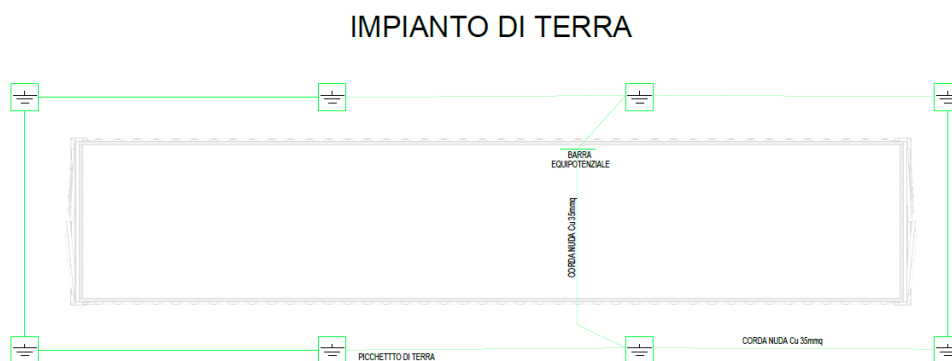 IMPIANTO DI TERRA
BARRA
EQUIPOTENZIALE
CORDA NUDA Cu 35mmq
CORDA NUDA Cu 35mmq
PICCHETTTO DI TERRA